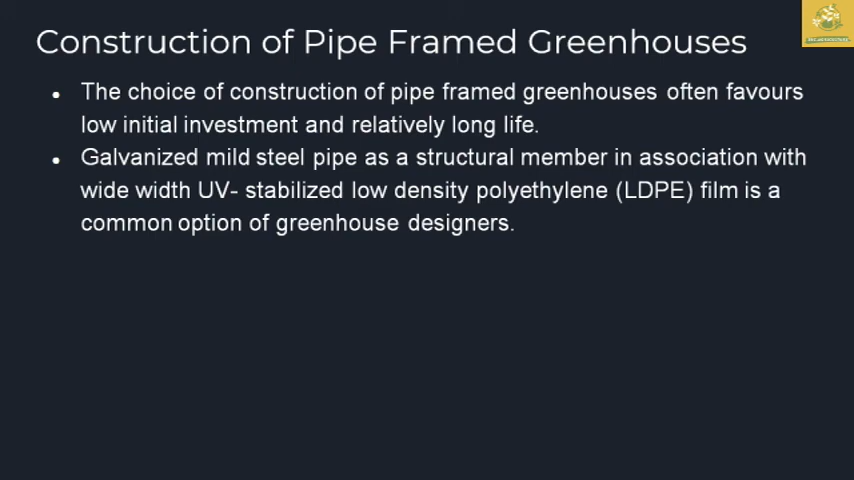 Construction of Pipe Framed Greenhouses
• The choice of construction of pipe framed greenhouses often favours
low initial investment and relatively long life.
• Galvanized mild steel pipe as a structural member in association with
wide width UV- stabilized low density polyethylene (LDPE) film is a
common option of greenhouse designers.